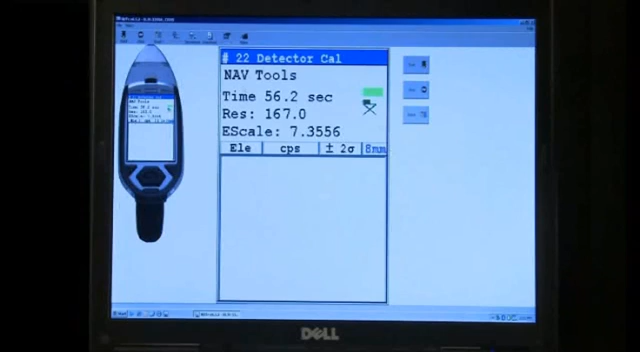 # 22 Detector Cal
NAV Tools
Time 56.2 sec
Res: 167.0
EScale: 7.3556
Ele cps ± 2σ 8mm
DELL